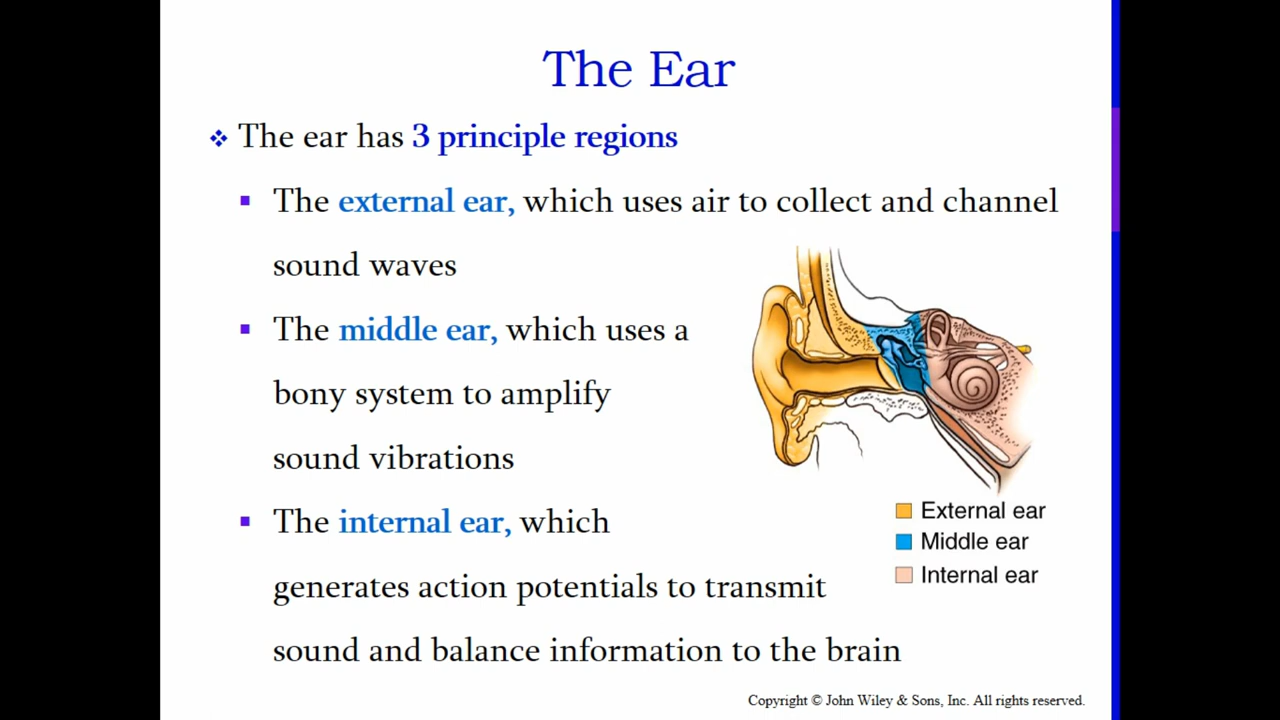 The Ear
❖ The ear has 3 principle regions
▪ The external ear, which uses air to collect and channel
sound waves
▪ The middle ear, which uses a
bony system to amplify
sound vibrations
▪ The internal ear, which
generates action potentials to transmit
sound and balance information to the brain
External ear
Middle ear
Internal ear
Copyright © John Wiley & Sons, Inc. All rights reserved.